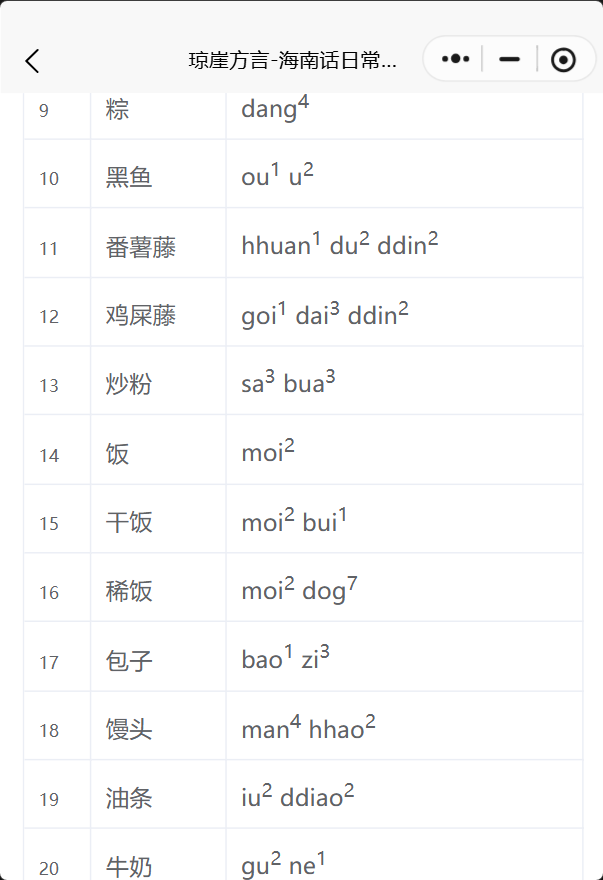 琼崖方言-海南话日常...
9 粽 dang⁴
10 黑鱼 ou¹ u²
11 番薯藤 hhuan¹ du² ddin²
12 鸡屎藤 goi¹ dai³ ddin²
13 炒粉 sa³ bua³
14 饭 moi²
15 干饭 moi² bui¹
16 稀饭 moi² dog⁷
17 包子 bao¹ zi³
18 馒头 man⁴ hhao²
19 油条 iu² ddiao²
20 牛奶 gu² ne¹